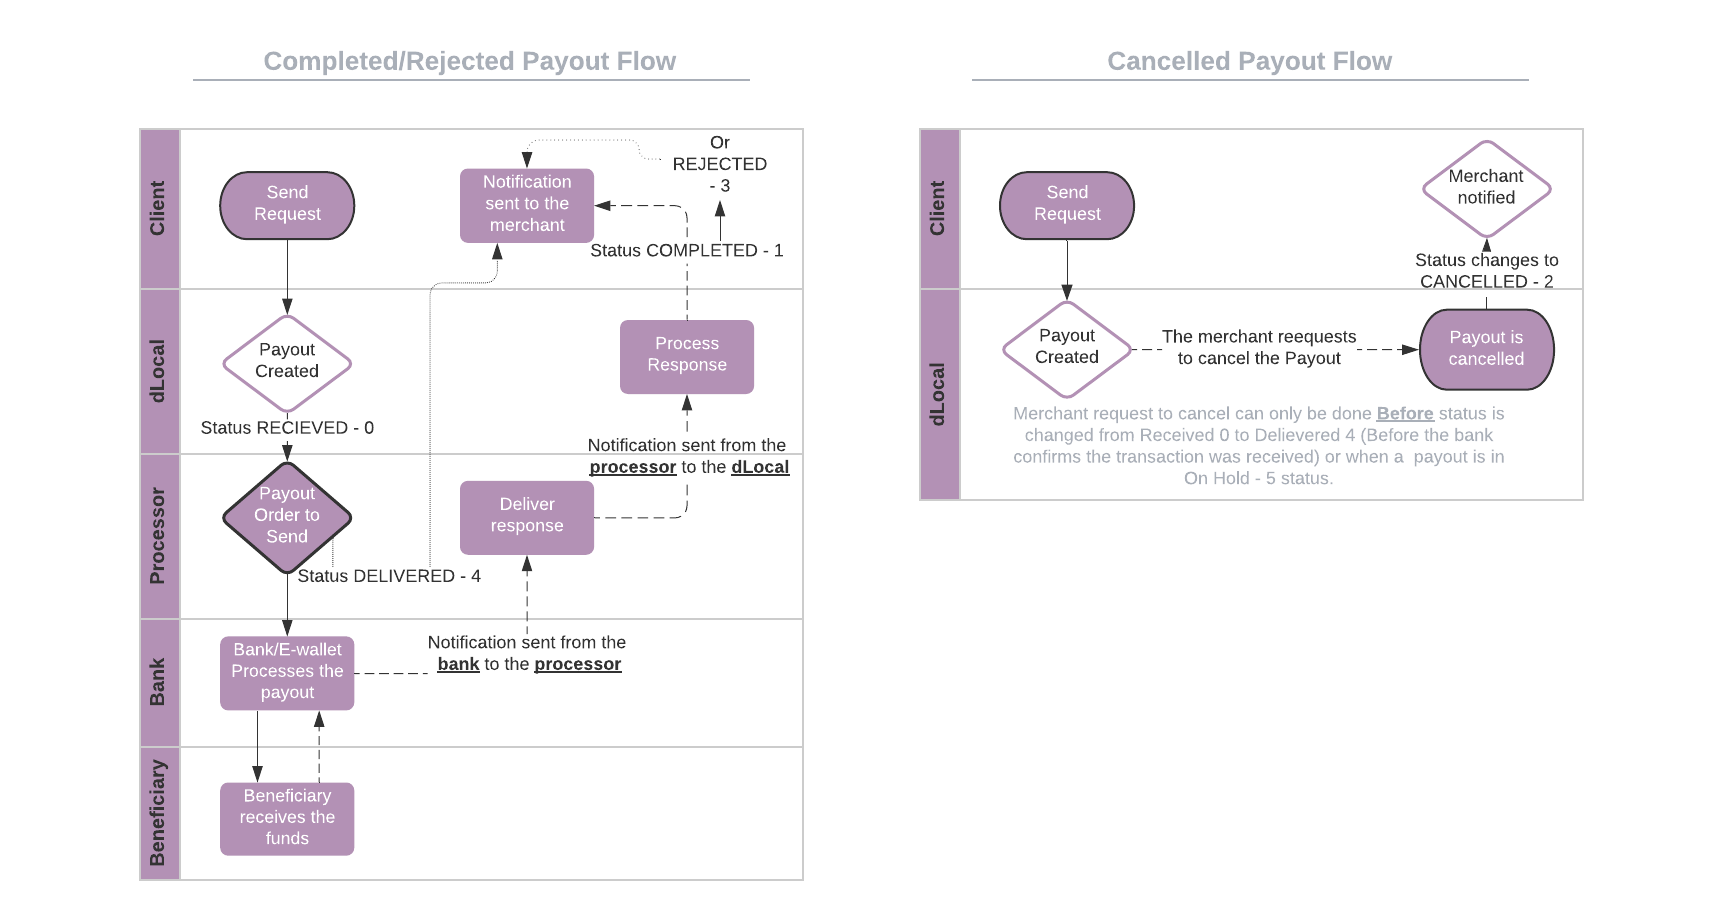 Completed/Rejected Payout Flow
Client
Send
Request
Notification
sent to the
merchant
Or
REJECTED
- 3
Status COMPLETED - 1
dLocal
Payout
Created
Process
Response
Status RECIEVED - 0
Notification sent from the
processor to the dLocal
Processor
Payout
Order to
Send
Deliver
response
Status DELIVERED - 4
Bank
Bank/E-wallet
Processes the
payout
Notification sent from the
bank to the processor
Beneficiary
Beneficiary
receives the
funds
Cancelled Payout Flow
Client
Send
Request
Merchant
notified
Status changes to
CANCELLED - 2
dLocal
Payout
Created
The merchant reequests
to cancel the Payout
Payout is
cancelled
Merchant request to cancel can only be done Before status is
changed from Received 0 to Delievered 4 (Before the bank
confirms the transaction was received) or when a  payout is in
On Hold - 5 status.